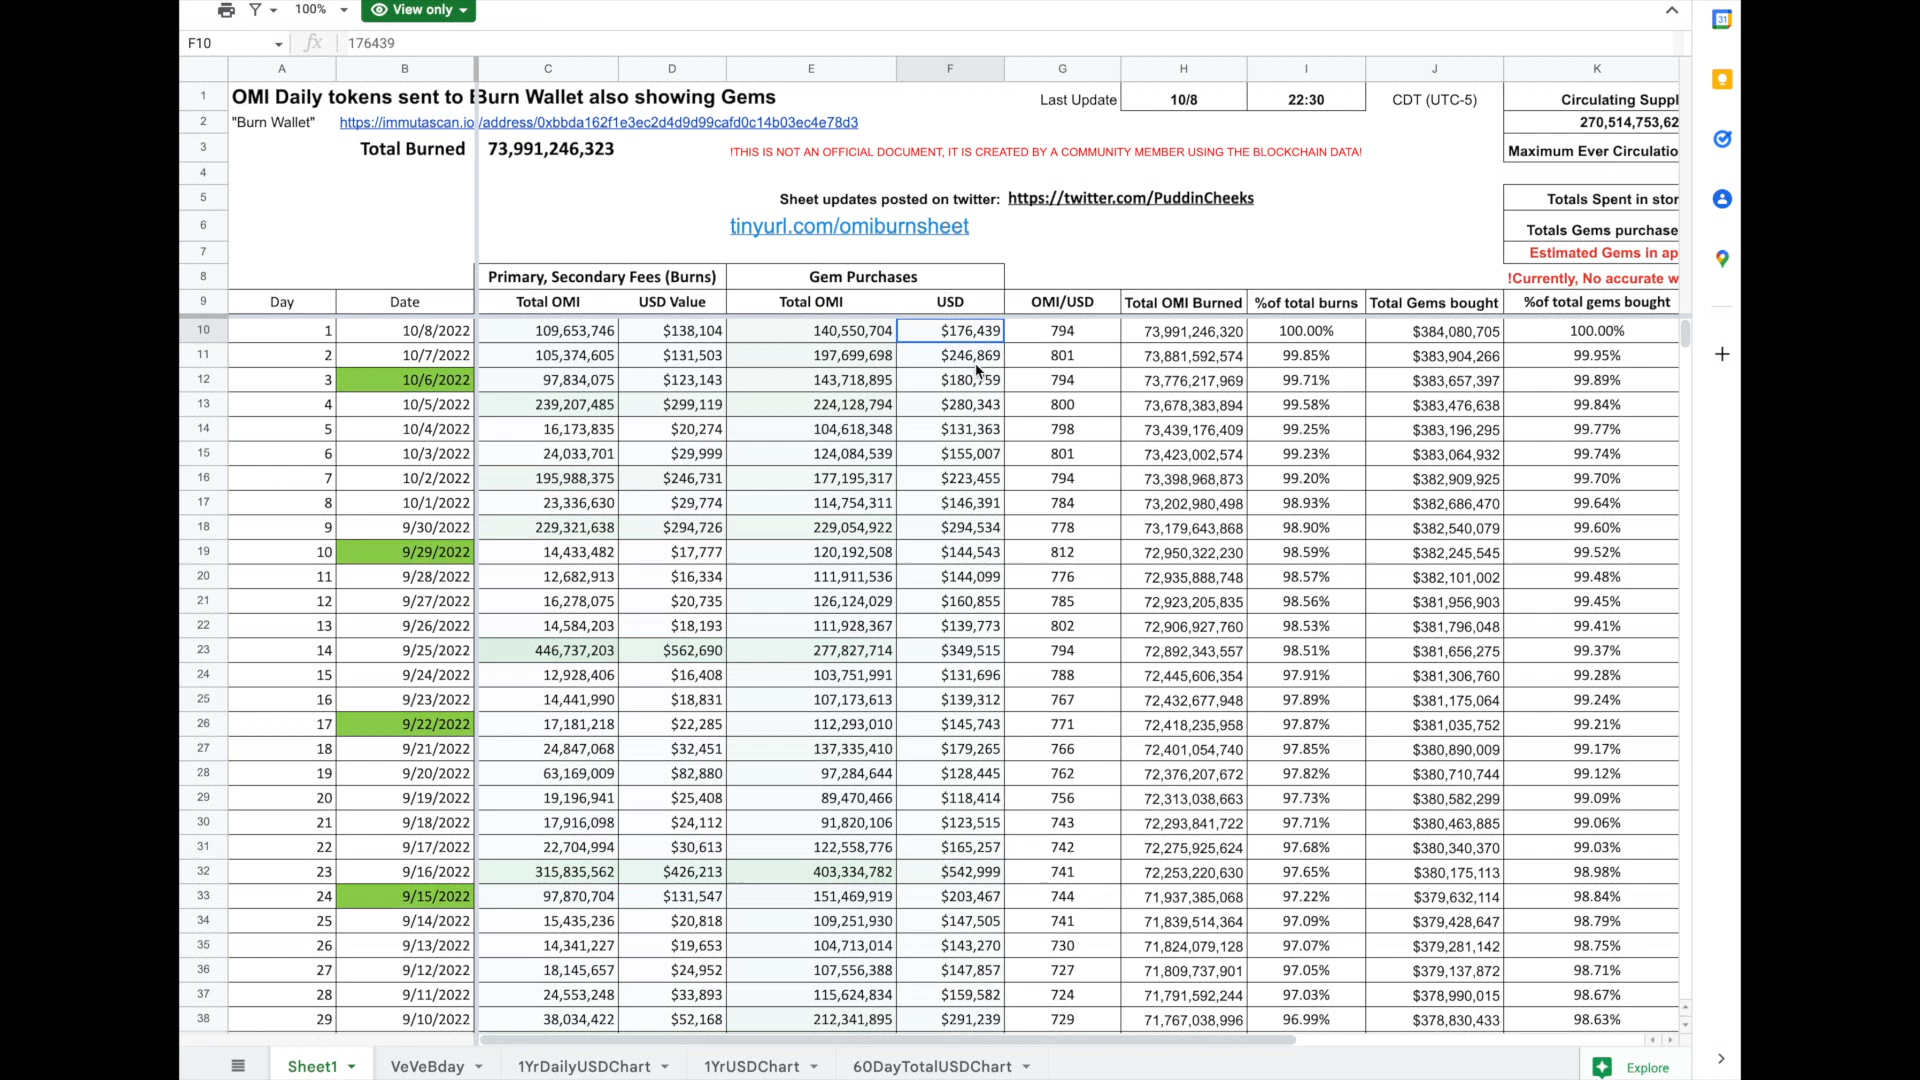 100% View only
F10 fx 176439
A B C D E F G H I J K
1 OMI Daily tokens sent to Burn Wallet also showing Gems Last Update 10/8 22:30 CDT (UTC-5) Circulating Suppl
2 "Burn Wallet" https://immutascan.io/address/0xbbda162f1e3ec2d4d9d99cafd0c14b03ec4e78d3 270,514,753,62
3 Total Burned 73,991,246,323 !THIS IS NOT AN OFFICIAL DOCUMENT, IT IS CREATED BY A COMMUNITY MEMBER USING THE BLOCKCHAIN DATA! Maximum Ever Circulatio
4
5 Sheet updates posted on twitter: https://twitter.com/PuddinCheeks Totals Spent in stor
6 tinyurl.com/omiburnsheet Totals Gems purchase
7 Estimated Gems in ap
8 Primary, Secondary Fees (Burns) Gem Purchases !Currently, No accurate w
9 Day Date Total OMI USD Value Total OMI USD OMI/USD Total OMI Burned %of total burns Total Gems bought %of total gems bought
10 1 10/8/2022 109,653,746 $138,104 140,550,704 $176,439 794 73,991,246,320 100.00% $384,080,705 100.00%
11 2 10/7/2022 105,374,605 $131,503 197,699,698 $246,869 801 73,881,592,574 99.85% $383,904,266 99.95%
12 3 10/6/2022 97,834,075 $123,143 143,718,895 $180,759 794 73,776,217,969 99.71% $383,657,397 99.89%
13 4 10/5/2022 239,207,485 $299,119 224,128,794 $280,343 800 73,678,383,894 99.58% $383,476,638 99.84%
14 5 10/4/2022 16,173,835 $20,274 104,618,348 $131,363 798 73,439,176,409 99.25% $383,196,295 99.77%
15 6 10/3/2022 24,033,701 $29,999 124,084,539 $155,007 801 73,423,002,574 99.23% $383,064,932 99.74%
16 7 10/2/2022 195,988,375 $246,731 177,195,317 $223,455 794 73,398,968,873 99.20% $382,909,925 99.70%
17 8 10/1/2022 23,336,630 $29,774 114,754,311 $146,391 784 73,202,980,498 98.93% $382,686,470 99.64%
18 9 9/30/2022 229,321,638 $294,726 229,054,922 $294,534 778 73,179,643,868 98.90% $382,540,079 99.60%
19 10 9/29/2022 14,433,482 $17,777 120,192,508 $144,543 812 72,950,322,230 98.59% $382,245,545 99.52%
20 11 9/28/2022 12,682,913 $16,334 111,911,536 $144,099 776 72,935,888,748 98.57% $382,101,002 99.48%
21 12 9/27/2022 16,278,075 $20,735 126,124,029 $160,855 785 72,923,205,835 98.56% $381,956,903 99.45%
22 13 9/26/2022 14,584,203 $18,193 111,928,367 $139,773 802 72,906,927,760 98.53% $381,796,048 99.41%
23 14 9/25/2022 446,737,203 $562,690 277,827,714 $349,515 794 72,892,343,557 98.51% $381,656,275 99.37%
24 15 9/24/2022 12,928,406 $16,408 103,751,991 $131,696 788 72,445,606,354 97.91% $381,306,760 99.28%
25 16 9/23/2022 14,441,990 $18,831 107,173,613 $139,312 767 72,432,677,948 97.89% $381,175,064 99.24%
26 17 9/22/2022 17,181,218 $22,285 112,293,010 $145,743 771 72,418,235,958 97.87% $381,035,752 99.21%
27 18 9/21/2022 24,847,068 $32,451 137,335,410 $179,265 766 72,401,054,740 97.85% $380,890,009 99.17%
28 19 9/20/2022 63,169,009 $82,880 97,284,644 $128,445 762 72,376,207,672 97.82% $380,710,744 99.12%
29 20 9/19/2022 19,196,941 $25,408 89,470,466 $118,414 756 72,313,038,663 97.73% $380,582,299 99.09%
30 21 9/18/2022 17,916,098 $24,112 91,820,106 $123,515 743 72,293,841,722 97.71% $380,463,885 99.06%
31 22 9/17/2022 22,704,994 $30,613 122,558,776 $165,257 742 72,275,925,624 97.68% $380,340,370 99.03%
32 23 9/16/2022 315,835,562 $426,213 403,334,782 $542,999 741 72,253,220,630 97.65% $380,175,113 98.98%
33 24 9/15/2022 97,870,704 $131,547 151,469,919 $203,467 744 71,937,385,068 97.22% $379,632,114 98.84%
34 25 9/14/2022 15,435,236 $20,818 109,251,930 $147,505 741 71,839,514,364 97.09% $379,428,647 98.79%
35 26 9/13/2022 14,341,227 $19,653 104,713,014 $143,270 730 71,824,079,128 97.07% $379,281,142 98.75%
36 27 9/12/2022 18,145,657 $24,952 107,556,388 $147,857 727 71,809,737,901 97.05% $379,137,872 98.71%
37 28 9/11/2022 24,553,248 $33,893 115,624,834 $159,582 724 71,791,592,244 97.03% $378,990,015 98.67%
38 29 9/10/2022 38,034,422 $52,168 212,341,895 $291,239 729 71,767,038,996 96.99% $378,830,433 98.63%
Sheet1 VeVeBday 1YrDailyUSDChart 1YrUSDChart 60DayTotalUSDChart Explore
31